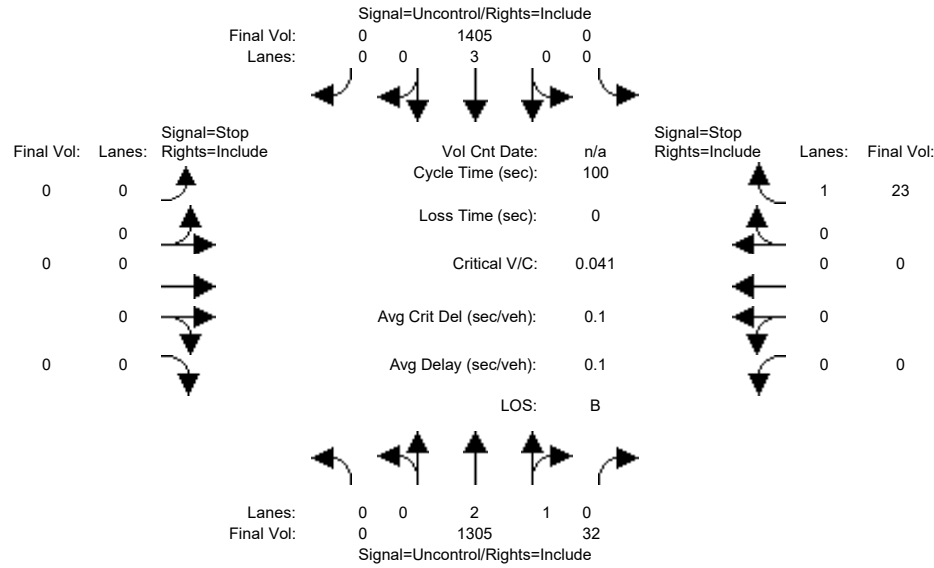 Signal=Uncontrol/Rights=Include
Final Vol: 0 1405 0
Lanes: 0 0 3 0 0
Signal=Stop Signal=Stop
Final Vol: Lanes: Rights=Include Vol Cnt Date: n/a Rights=Include Lanes: Final Vol:
Cycle Time (sec): 100
0 0 1 23
Loss Time (sec): 0
0 0
0 0 Critical V/C: 0.041 0 0
0 Avg Crit Del (sec/veh): 0.1 0
0 0 Avg Delay (sec/veh): 0.1 0 0
LOS: B
Lanes: 0 0 2 1 0
Final Vol: 0 1305 32
Signal=Uncontrol/Rights=Include